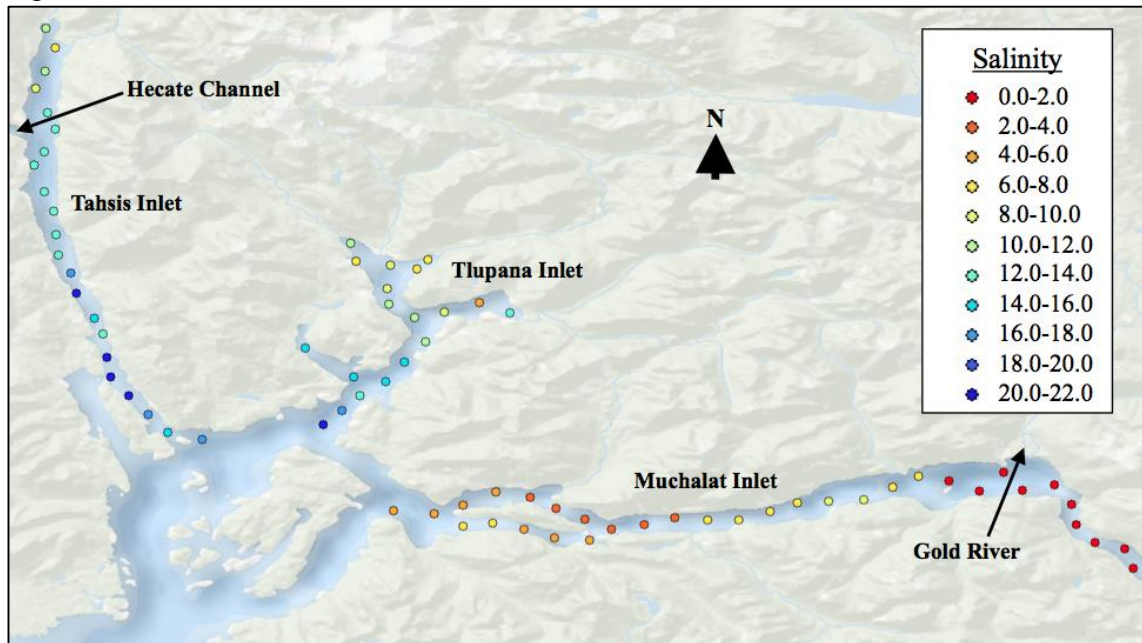 Hecate Channel
Tahsis Inlet
N
Tlupana Inlet
Muchalat Inlet
Gold River
Salinity
0.0-2.0
2.0-4.0
4.0-6.0
6.0-8.0
8.0-10.0
10.0-12.0
12.0-14.0
14.0-16.0
16.0-18.0
18.0-20.0
20.0-22.0